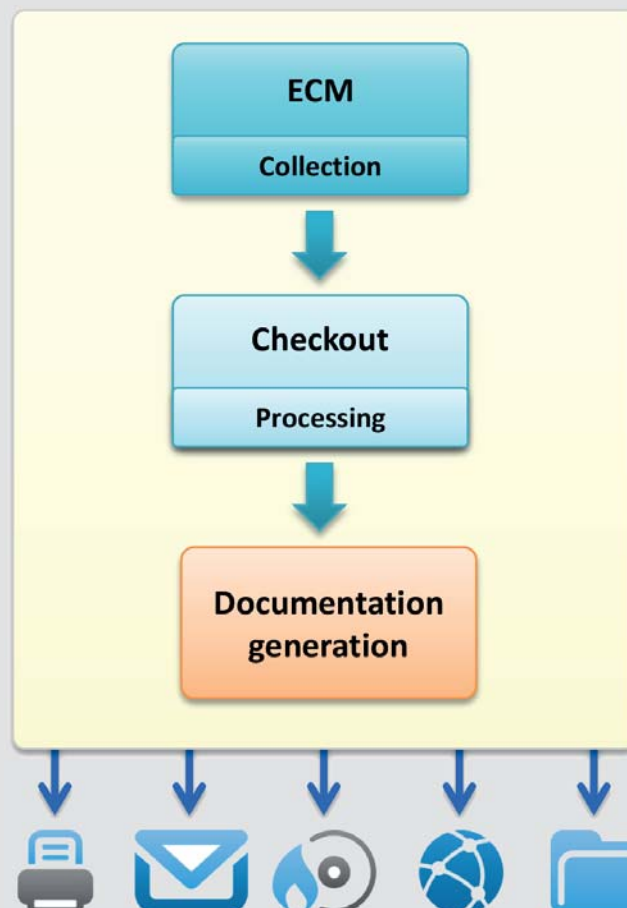 ECM
Collection
Checkout
Processing
Documentation
generation